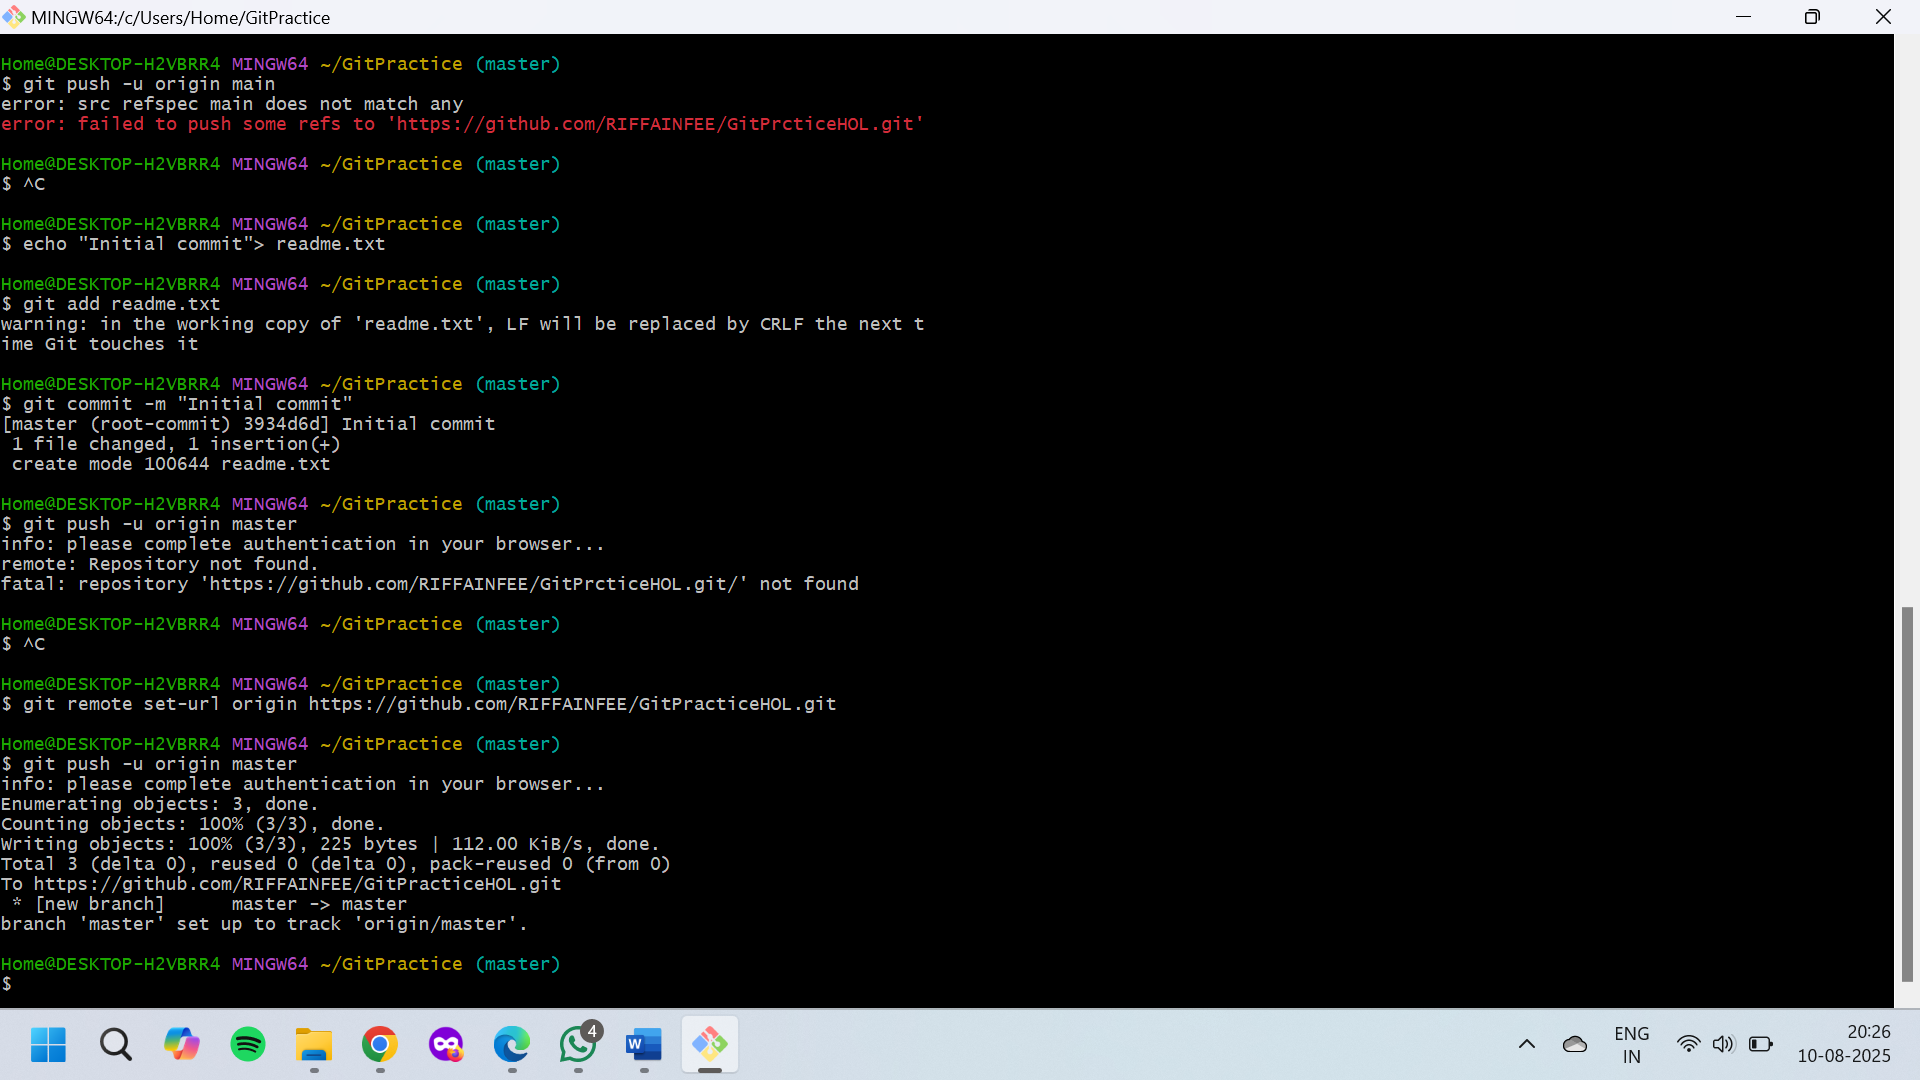 MINGW64:/c/Users/Home/GitPractice
Home@DESKTOP-H2VBRR4 MINGW64 ~/GitPractice (master)
$ git push -u origin main
error: src refspec main does not match any
error: failed to push some refs to 'https://github.com/RIFFAINFEE/GitPrcticeHOL.git'
Home@DESKTOP-H2VBRR4 MINGW64 ~/GitPractice (master)
$ ^C
Home@DESKTOP-H2VBRR4 MINGW64 ~/GitPractice (master)
$ echo "Initial commit"> readme.txt
Home@DESKTOP-H2VBRR4 MINGW64 ~/GitPractice (master)
$ git add readme.txt
warning: in the working copy of 'readme.txt', LF will be replaced by CRLF the next t
ime Git touches it
Home@DESKTOP-H2VBRR4 MINGW64 ~/GitPractice (master)
$ git commit -m "Initial commit"
[master (root-commit) 3934d6d] Initial commit
 1 file changed, 1 insertion(+)
 create mode 100644 readme.txt
Home@DESKTOP-H2VBRR4 MINGW64 ~/GitPractice (master)
$ git push -u origin master
info: please complete authentication in your browser...
remote: Repository not found.
fatal: repository 'https://github.com/RIFFAINFEE/GitPrcticeHOL.git/' not found
Home@DESKTOP-H2VBRR4 MINGW64 ~/GitPractice (master)
$ ^C
Home@DESKTOP-H2VBRR4 MINGW64 ~/GitPractice (master)
$ git remote set-url origin https://github.com/RIFFAINFEE/GitPracticeHOL.git
Home@DESKTOP-H2VBRR4 MINGW64 ~/GitPractice (master)
$ git push -u origin master
info: please complete authentication in your browser...
Enumerating objects: 3, done.
Counting objects: 100% (3/3), done.
Writing objects: 100% (3/3), 225 bytes | 112.00 KiB/s, done.
Total 3 (delta 0), reused 0 (delta 0), pack-reused 0 (from 0)
To https://github.com/RIFFAINFEE/GitPracticeHOL.git
 * [new branch]      master -> master
branch 'master' set up to track 'origin/master'.
Home@DESKTOP-H2VBRR4 MINGW64 ~/GitPractice (master)
$
4
W
ENG
IN
20:26
10-08-2025